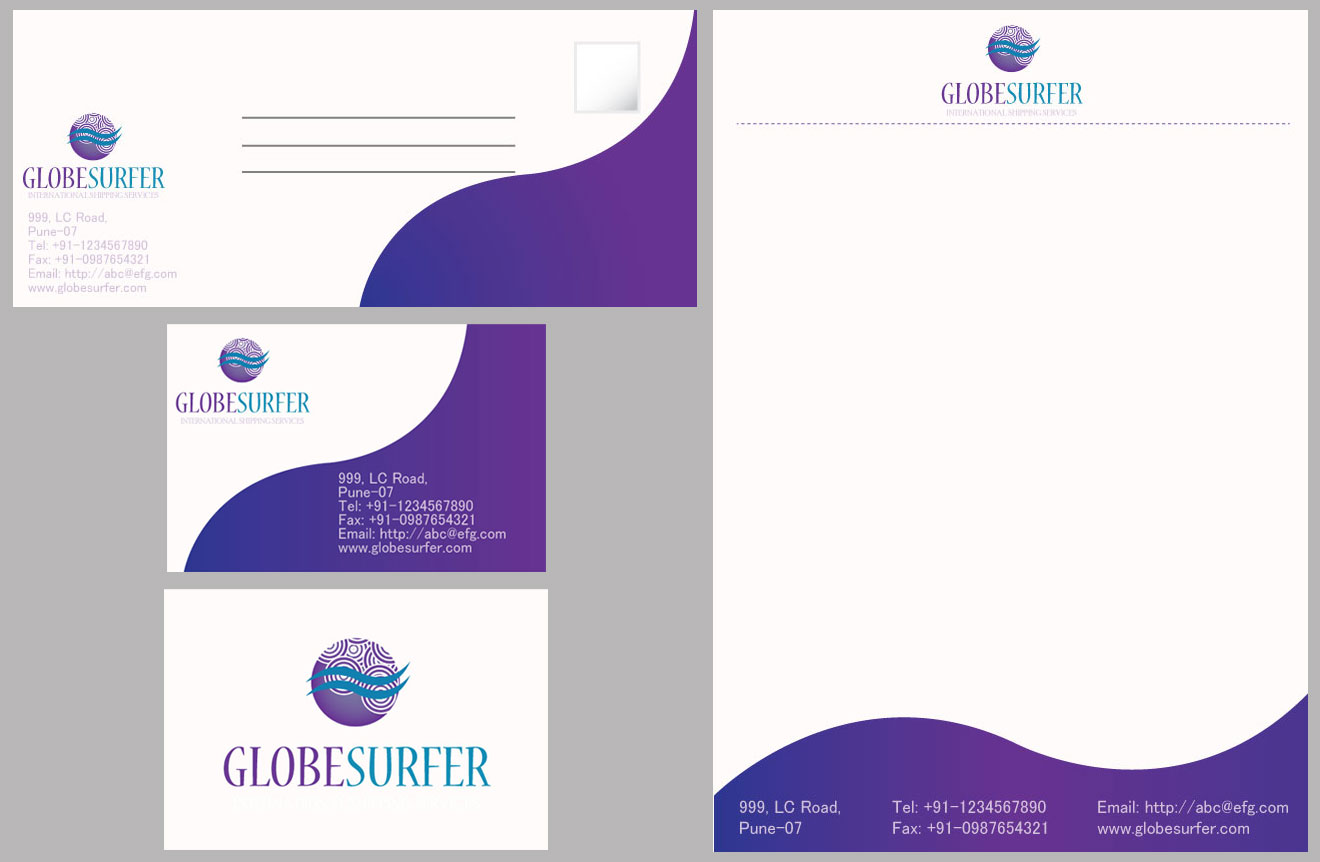 GLOBESURFER
INTERNATIONAL SHIPPING SERVICES
999, LC Road,
Pune-07
Tel: +91-1234567890
Fax: +91-0987654321
Email: http://abc@efg.com
www.globesurfer.com
GLOBESURFER
INTERNATIONAL SHIPPING SERVICES
999, LC Road,
Pune-07
Tel: +91-1234567890
Fax: +91-0987654321
Email: http://abc@efg.com
www.globesurfer.com
GLOBESURFER
INTERNATIONAL SHIPPING SERVICES
GLOBESURFER
INTERNATIONAL SHIPPING SERVICES
999, LC Road, Tel: +91-1234567890 Email: http://abc@efg.com
Pune-07 Fax: +91-0987654321 www.globesurfer.com